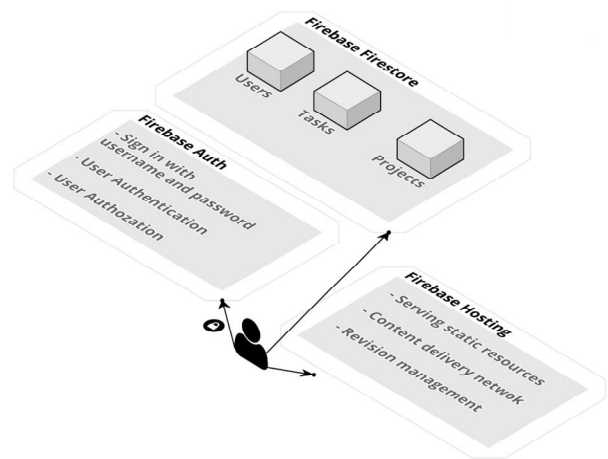 Firebase Firestore
Users
Tasks
Projects
Firebase Auth
- Sign in with
username and password
- User Authentication
- User Authozation
Firebase Hosting
- Serving static resources
- Content delivery netwok
- Revision management